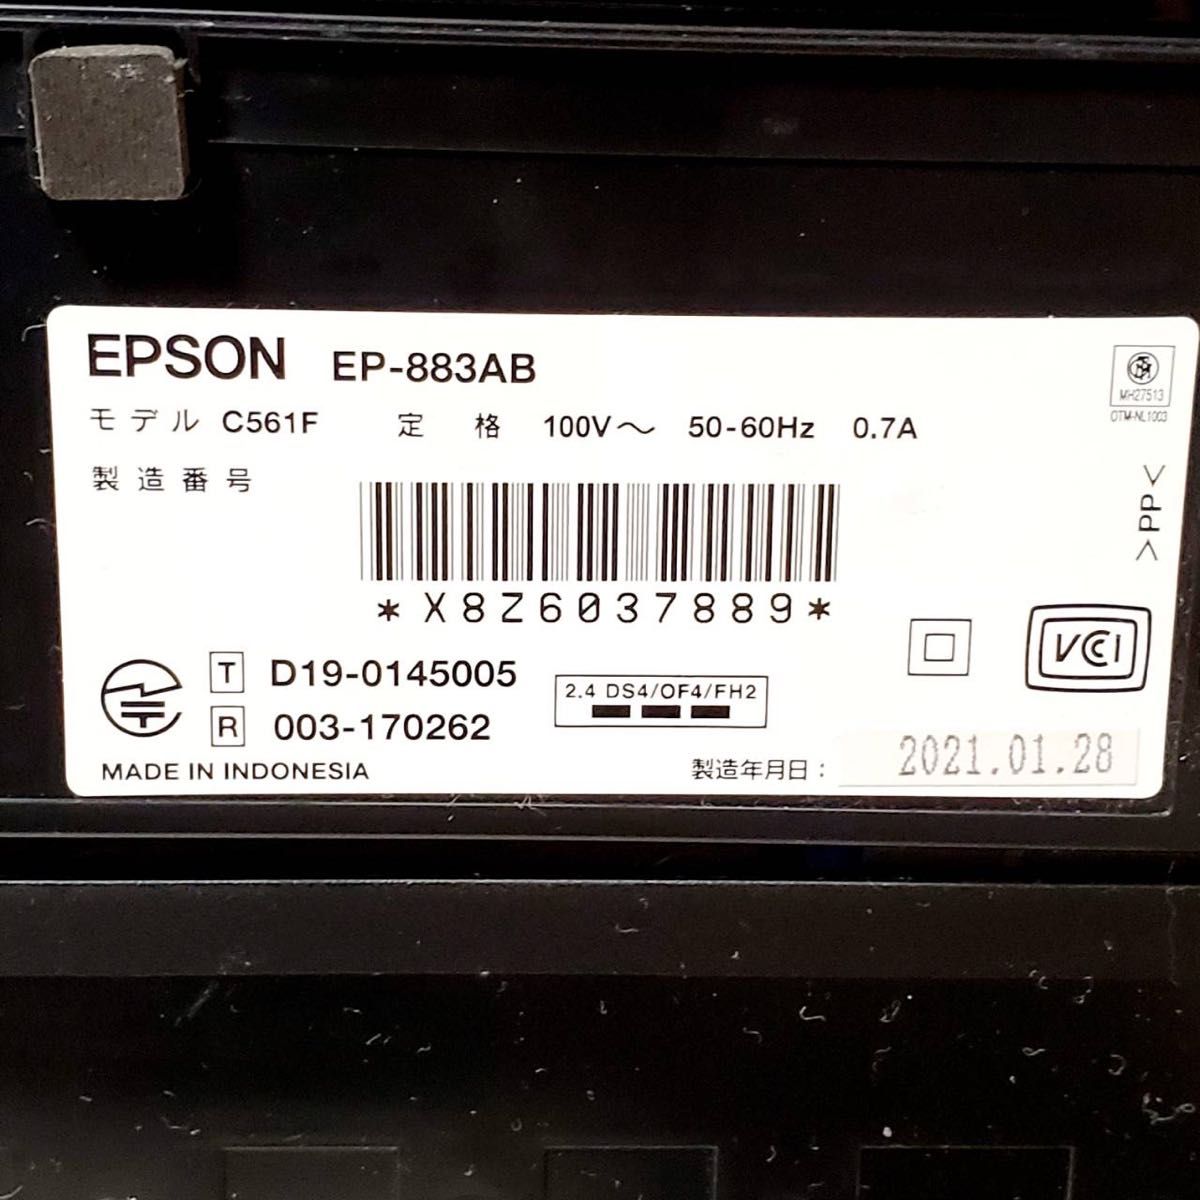 EPSON EP-883AB
モデル C561F 定格 100V～ 50-60Hz 0.7A
MH27513
OTM-NL1003
製造番号
>PP<
*X8Z6037889*
T D19-0145005
R 003-170262
2.4 DS4/OF4/FH2
VCCI
MADE IN INDONESIA
製造年月日： 2021.01.28